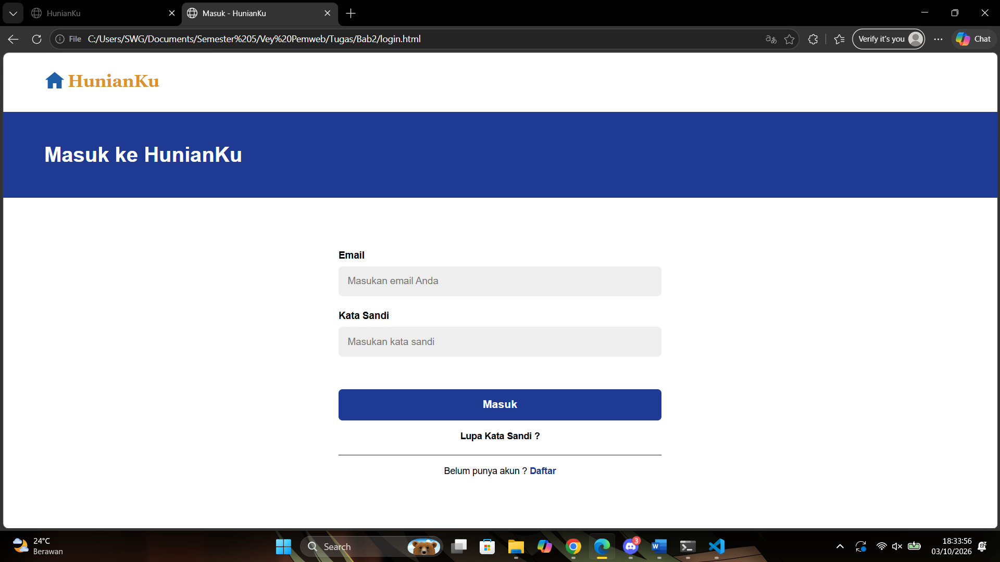 HunianKu
Masuk - HunianKu
File C:/Users/SWG/Documents/Semester%205/Vey%20Pemweb/Tugas/Bab2/login.html
Verify it's you
Chat
HunianKu
Masuk ke HunianKu
Email
Masukan email Anda
Kata Sandi
Masukan kata sandi
Masuk
Lupa Kata Sandi ?
Belum punya akun ? Daftar
24°C
Berawan
Search
3
18:33:56
03/10/2026